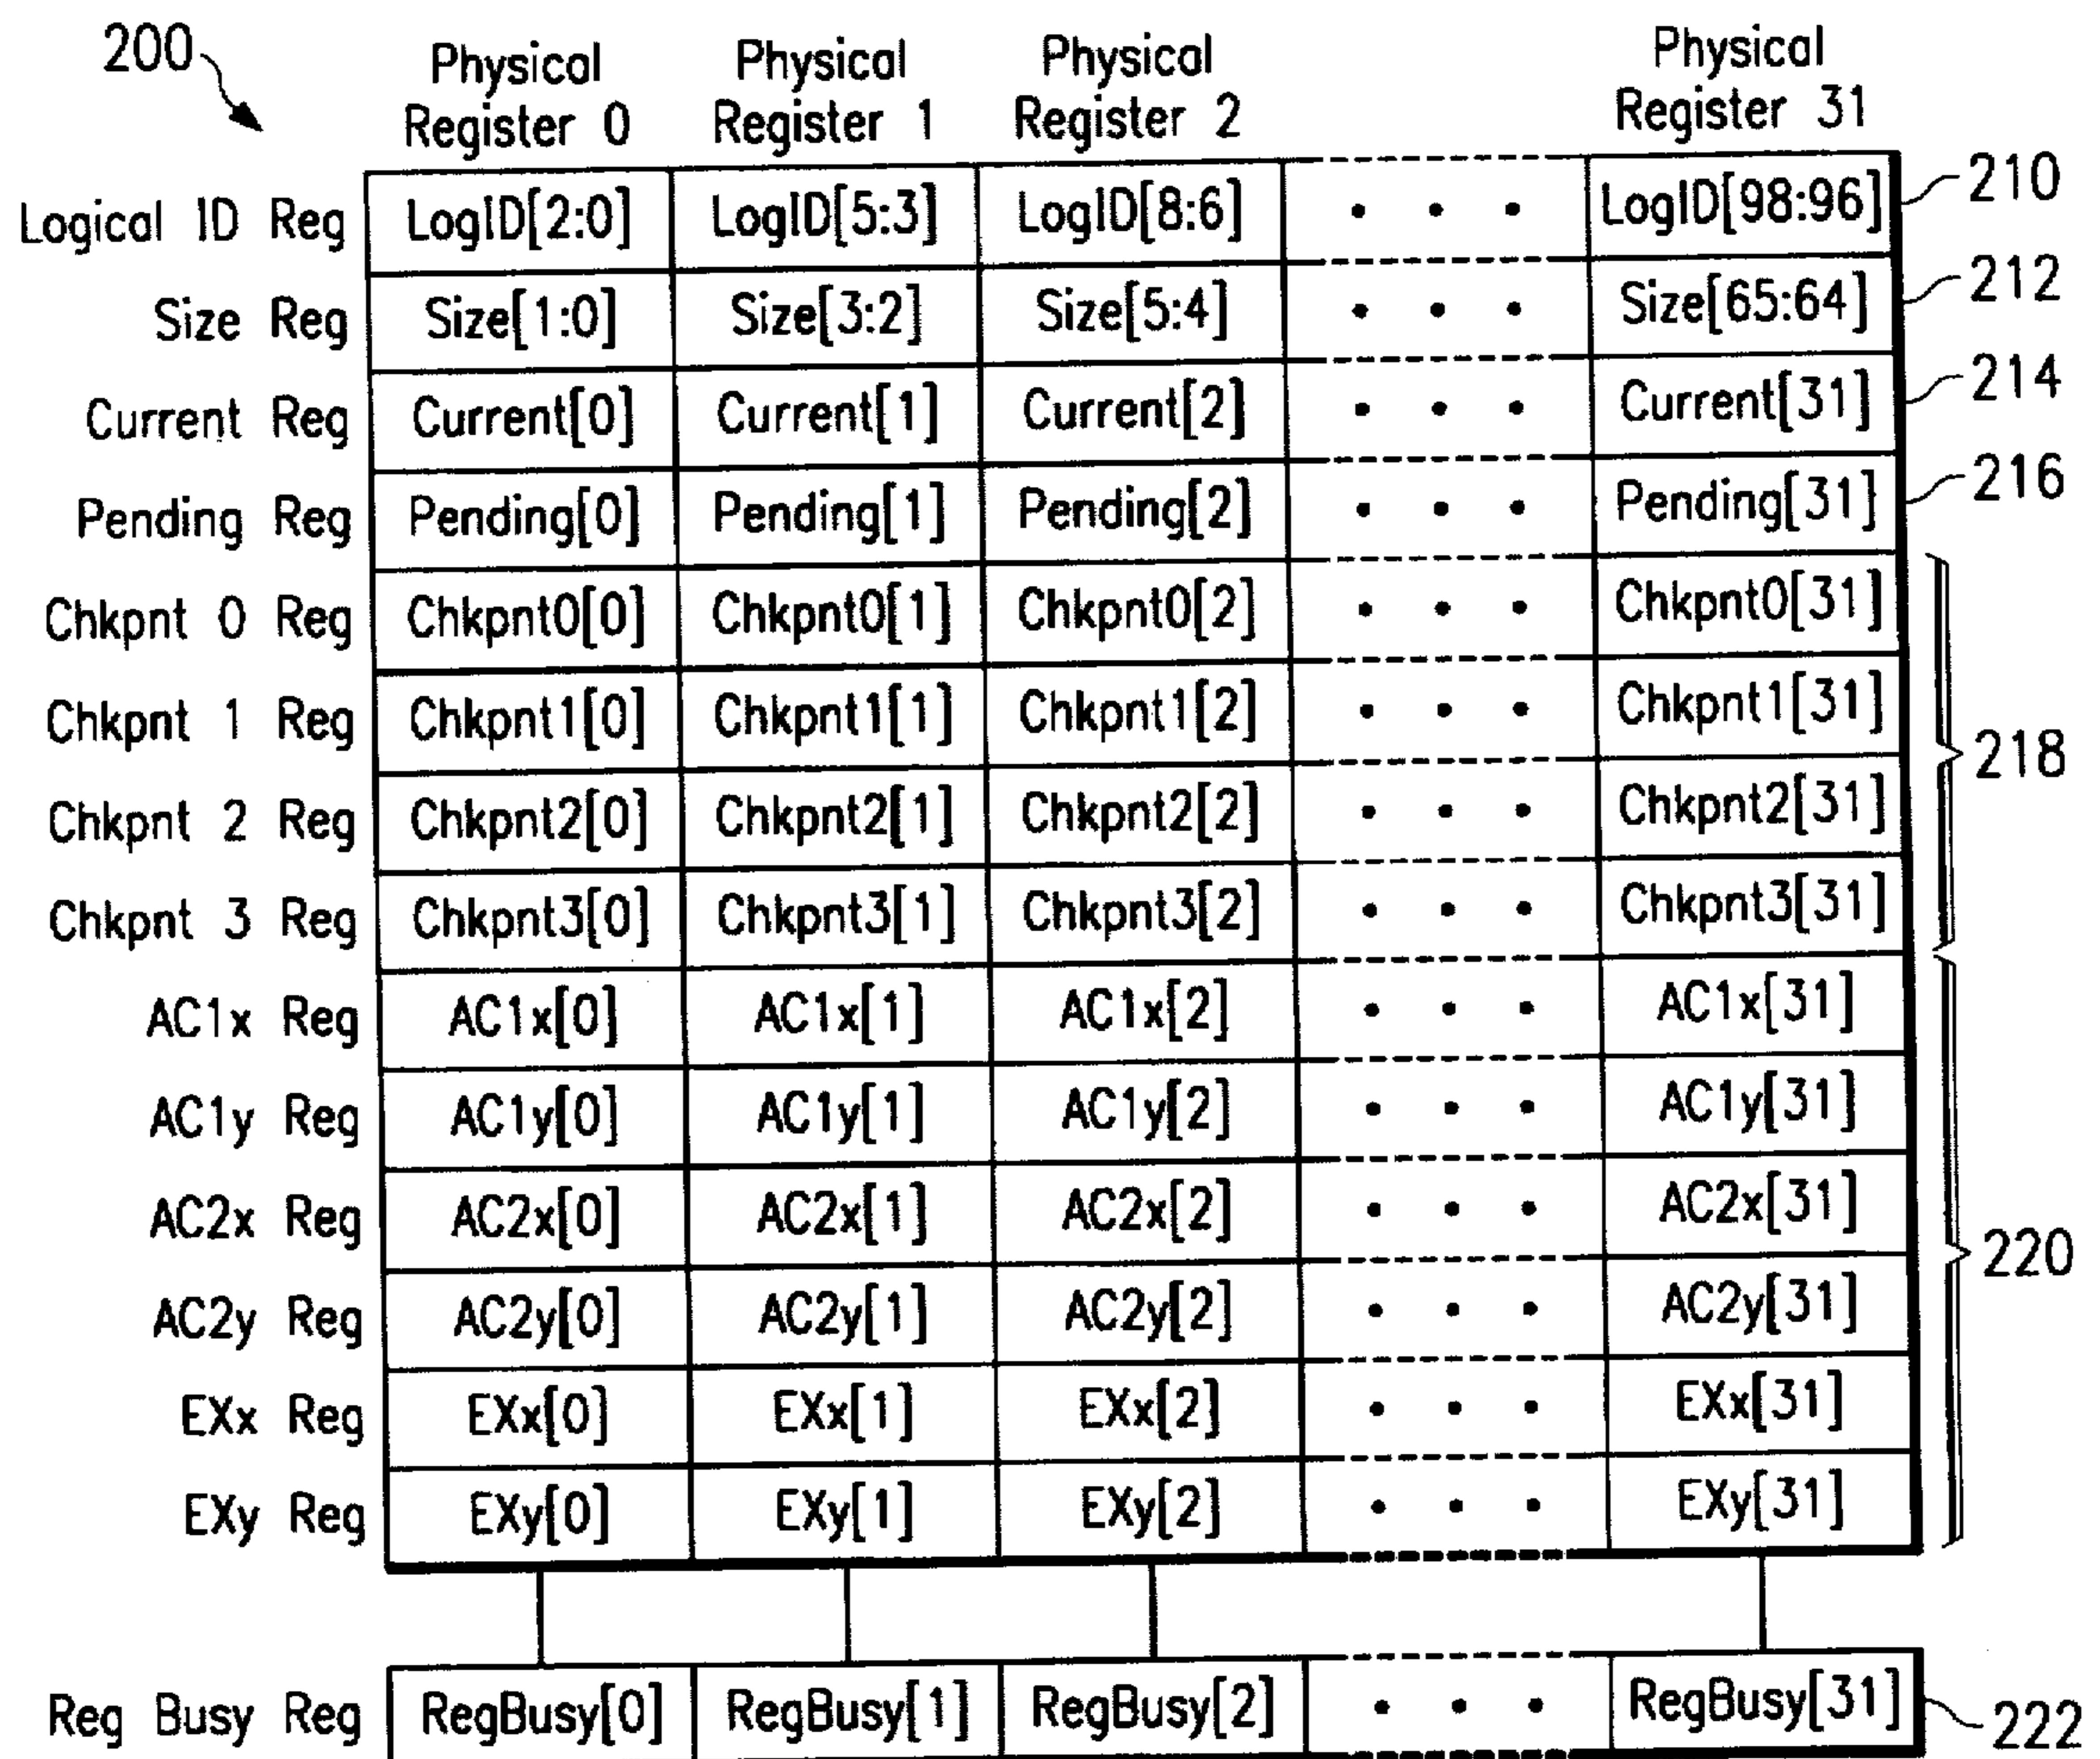 200
Physical Register 0
Physical Register 1
Physical Register 2
Physical Register 31
Logical ID Reg LogID[2:0] LogID[5:3] LogID[8:6] • • • LogID[98:96] 210
Size Reg Size[1:0] Size[3:2] Size[5:4] • • • Size[65:64] 212
Current Reg Current[0] Current[1] Current[2] • • • Current[31] 214
Pending Reg Pending[0] Pending[1] Pending[2] • • • Pending[31] 216
Chkpnt 0 Reg Chkpnt0[0] Chkpnt0[1] Chkpnt0[2] • • • Chkpnt0[31]
Chkpnt 1 Reg Chkpnt1[0] Chkpnt1[1] Chkpnt1[2] • • • Chkpnt1[31]
218
Chkpnt 2 Reg Chkpnt2[0] Chkpnt2[1] Chkpnt2[2] • • • Chkpnt2[31]
Chkpnt 3 Reg Chkpnt3[0] Chkpnt3[1] Chkpnt3[2] • • • Chkpnt3[31]
AC1x Reg AC1x[0] AC1x[1] AC1x[2] • • • AC1x[31]
AC1y Reg AC1y[0] AC1y[1] AC1y[2] • • • AC1y[31]
AC2x Reg AC2x[0] AC2x[1] AC2x[2] • • • AC2x[31]
220
AC2y Reg AC2y[0] AC2y[1] AC2y[2] • • • AC2y[31]
EXx Reg EXx[0] EXx[1] EXx[2] • • • EXx[31]
EXy Reg EXy[0] EXy[1] EXy[2] • • • EXy[31]
Reg Busy Reg RegBusy[0] RegBusy[1] RegBusy[2] • • • RegBusy[31] 222